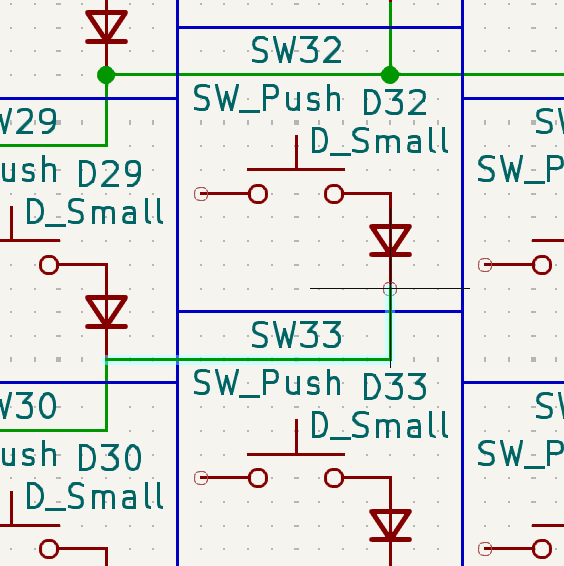 SW32
SW_Push D32
D_Small
W29
ush D29
D_Small
SW
SW_P
SW33
SW_Push D33
D_Small
W30
ush D30
D_Small
SW
SW_P